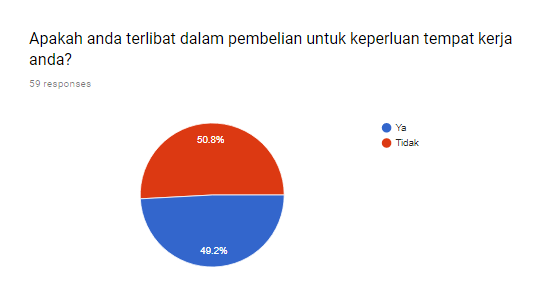 Apakah anda terlibat dalam pembelian untuk keperluan tempat kerja
anda?
59 responses
Ya
Tidak
50.8%
49.2%